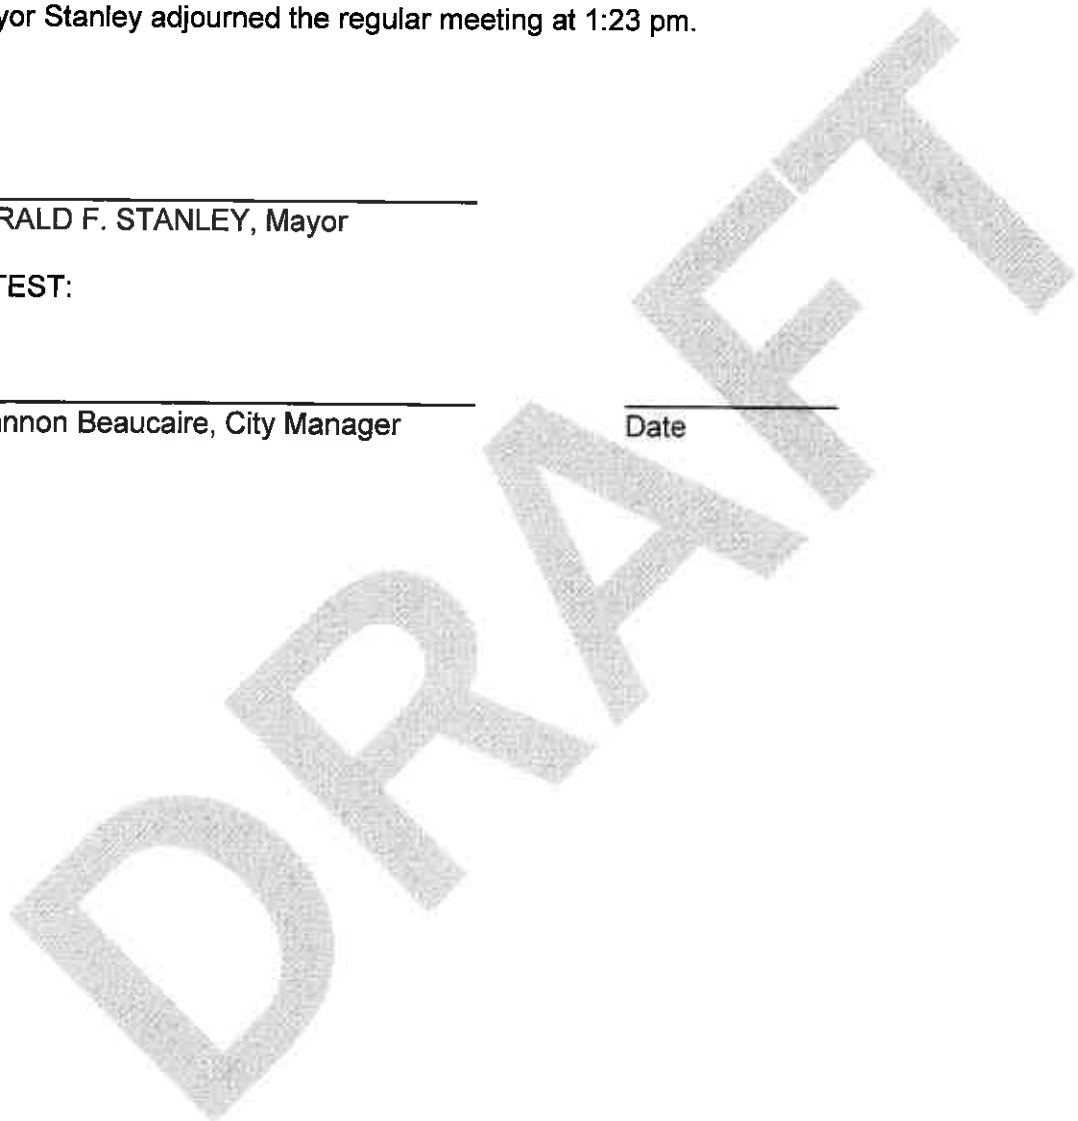 yor Stanley adjourned the regular meeting at 1:23 pm.
RALD F. STANLEY, Mayor
TEST:
nnon Beaucaire, City Manager
Date
DRAFT